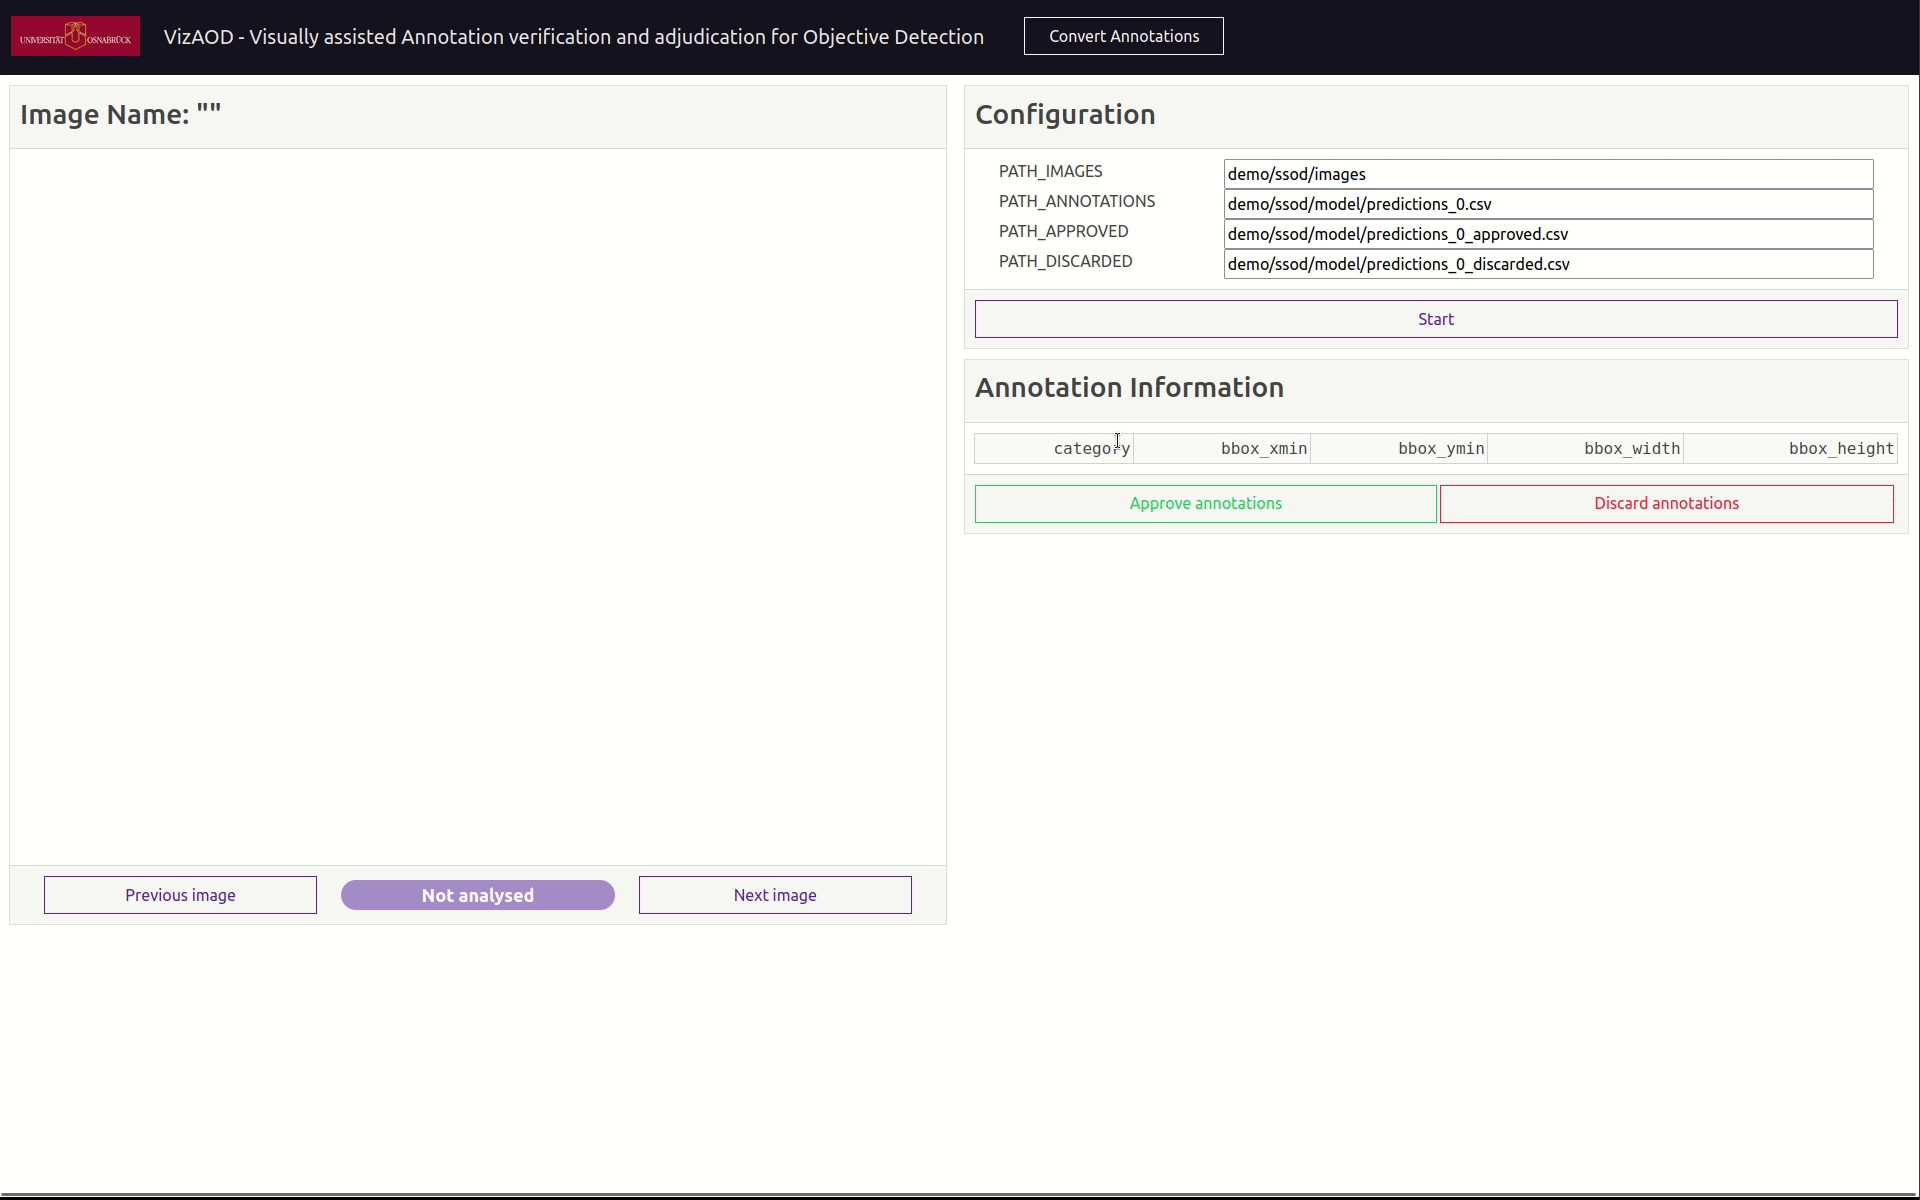 UNIVERSITÄT OSNABRÜCK
VizAOD - Visually assisted Annotation verification and adjudication for Objective Detection
Convert Annotations
Image Name: ""
Previous image
Not analysed
Next image
Configuration
PATH_IMAGES demo/ssod/images
PATH_ANNOTATIONS demo/ssod/model/predictions_0.csv
PATH_APPROVED demo/ssod/model/predictions_0_approved.csv
PATH_DISCARDED demo/ssod/model/predictions_0_discarded.csv
Start
Annotation Information
category bbox_xmin bbox_ymin bbox_width bbox_height
Approve annotations
Discard annotations